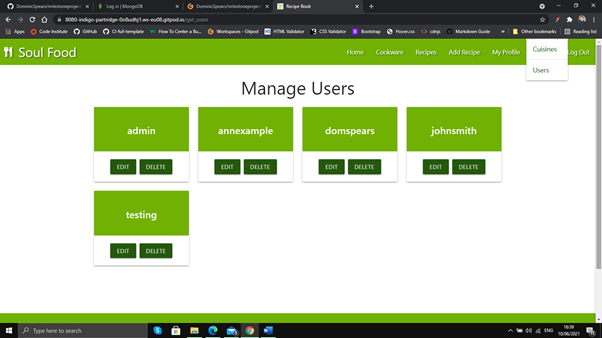 DominicSpears/milestoneproject
Log in | MongoDB
DominicSpears/milestoneproject
Recipe Book
8080-indigo-partridge-0o8udhj1.ws-eu08.gitpod.io/get_users
Apps
Code Institute
GitHub
CI-full-template
How To Center a Bu...
Workspaces - Gitpod
HTML Validator
CSS Validator
Bootstrap
Hover.css
cdnjs
Markdown Guide
Other bookmarks
Reading list
Soul Food
Home
Cookware
Recipes
Add Recipe
My Profile
Cuisines
Users
Log Out
Manage Users
admin
annexample
domspears
johnsmith
EDIT DELETE
EDIT DELETE
EDIT DELETE
EDIT DELETE
testing
EDIT DELETE
Type here to search
ENG
10:39
10/06/2021